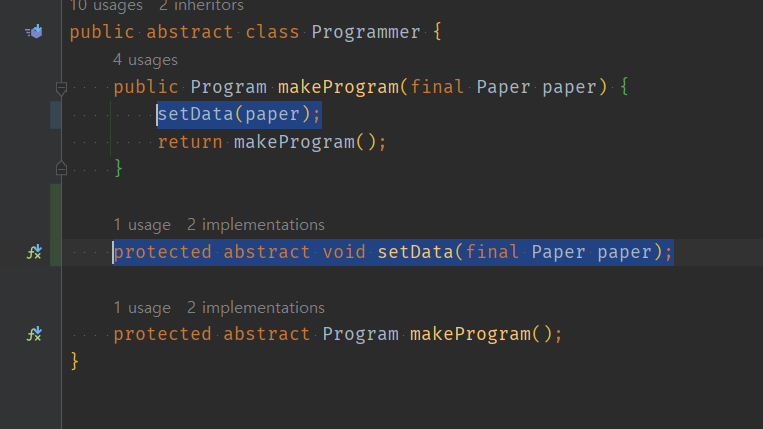 10 usages   2 inheritors
public abstract class Programmer {
4 usages
public Program makeProgram(final Paper paper) {
setData(paper);
return makeProgram();
}
1 usage   2 implementations
protected abstract void setData(final Paper paper);
1 usage   2 implementations
protected abstract Program makeProgram();
}